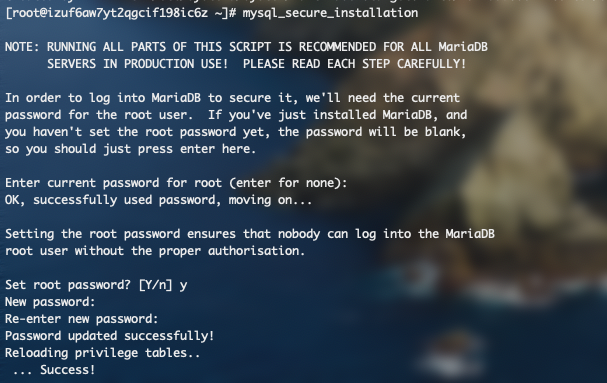 [root@izuf6aw7yt2qgcif198ic6z ~]# mysql_secure_installation
NOTE: RUNNING ALL PARTS OF THIS SCRIPT IS RECOMMENDED FOR ALL MariaDB
SERVERS IN PRODUCTION USE!  PLEASE READ EACH STEP CAREFULLY!
In order to log into MariaDB to secure it, we'll need the current
password for the root user.  If you've just installed MariaDB, and
you haven't set the root password yet, the password will be blank,
so you should just press enter here.
Enter current password for root (enter for none):
OK, successfully used password, moving on...
Setting the root password ensures that nobody can log into the MariaDB
root user without the proper authorisation.
Set root password? [Y/n] y
New password:
Re-enter new password:
Password updated successfully!
Reloading privilege tables..
... Success!